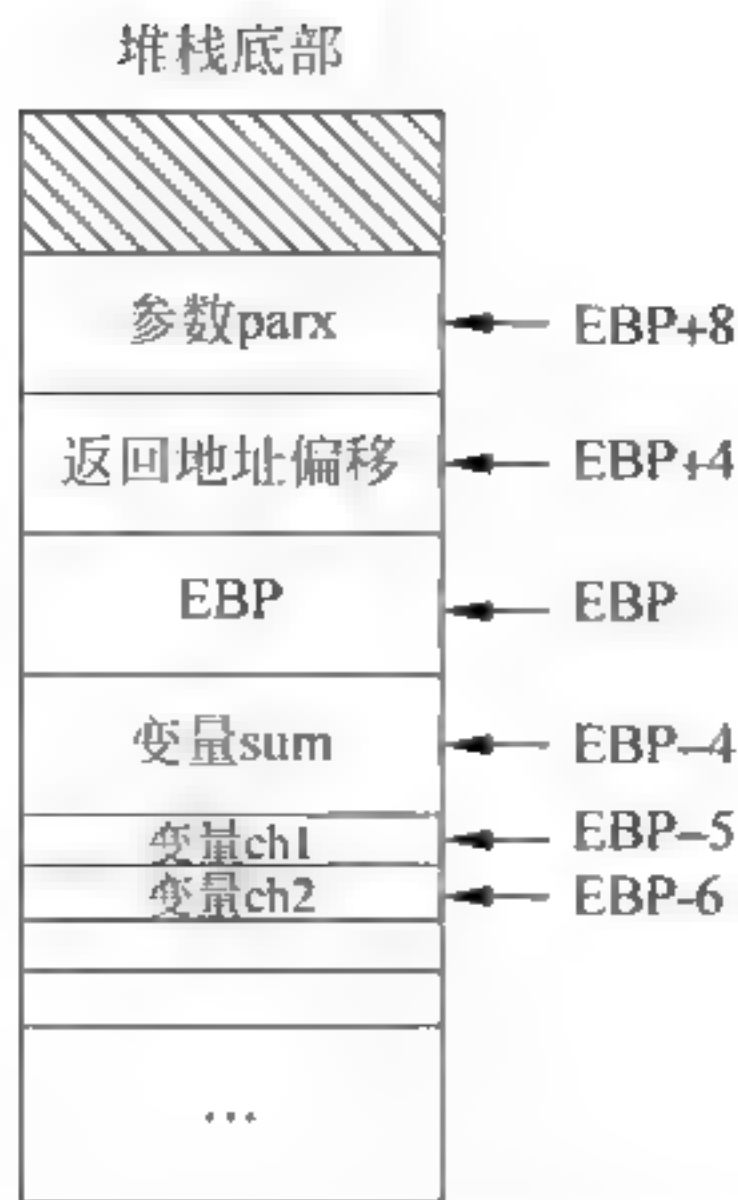 堆栈底部
参数parx EBP+8
返回地址偏移 EBP+4
EBP EBP
变量sum EBP–4
变量ch1 EBP–5
变量ch2 EBP-6
…